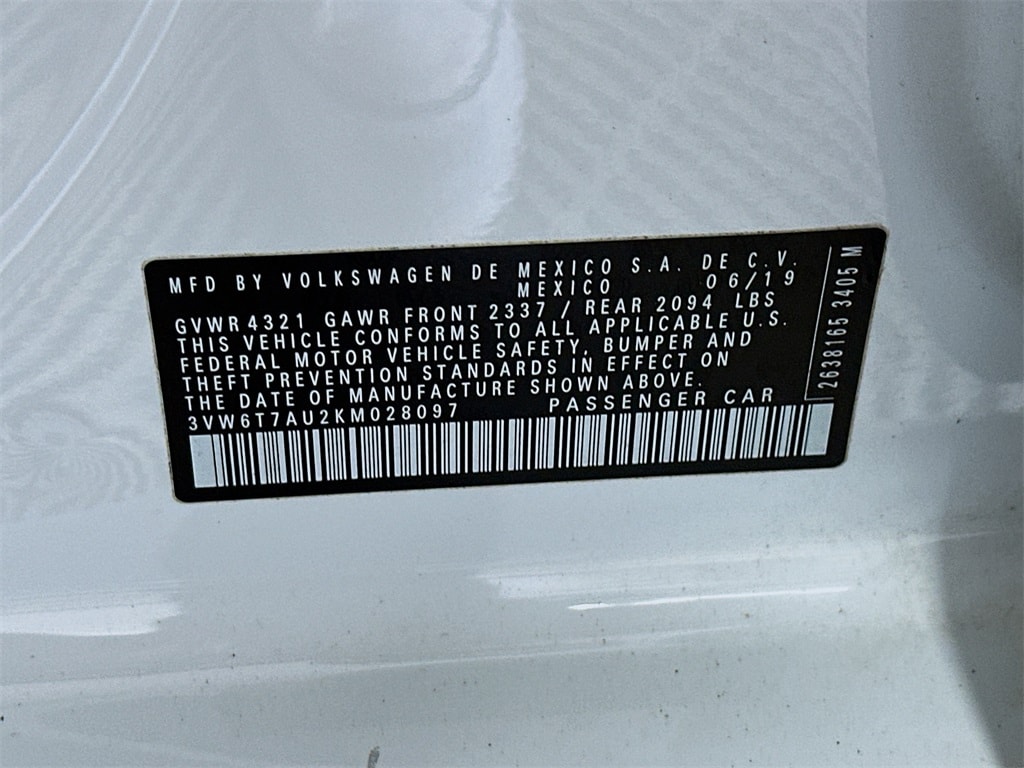 MFD BY VOLKSWAGEN DE MEXICO S.A. DE C.V.
MEXICO 06/19
GVWR 4321 GAWR FRONT 2337 / REAR 2094 LBS
THIS VEHICLE CONFORMS TO ALL APPLICABLE U.S.
FEDERAL MOTOR VEHICLE SAFETY, BUMPER AND
THEFT PREVENTION STANDARDS IN EFFECT ON
THE DATE OF MANUFACTURE SHOWN ABOVE.
3VW6T7AU2KM028097 PASSENGER CAR
2638165 3405 M